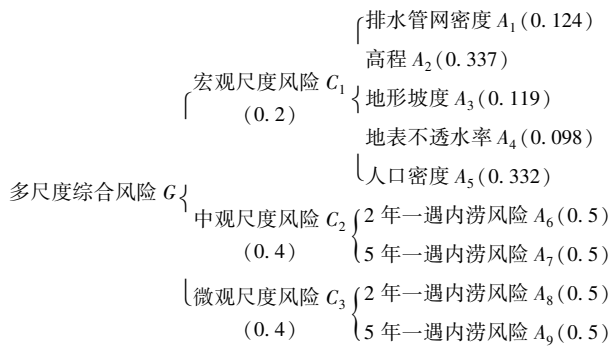 排水管网密度 A₁(0.124)
高程 A₂(0.337)
宏观尺度风险 C₁
(0.2)
地形坡度 A₃(0.119)
地表不透水率 A₄(0.098)
人口密度 A₅(0.332)
多尺度综合风险 G
中观尺度风险 C₂
(0.4)
2 年一遇内涝风险 A₆(0.5)
5 年一遇内涝风险 A₇(0.5)
微观尺度风险 C₃
(0.4)
2 年一遇内涝风险 A₈(0.5)
5 年一遇内涝风险 A₉(0.5)